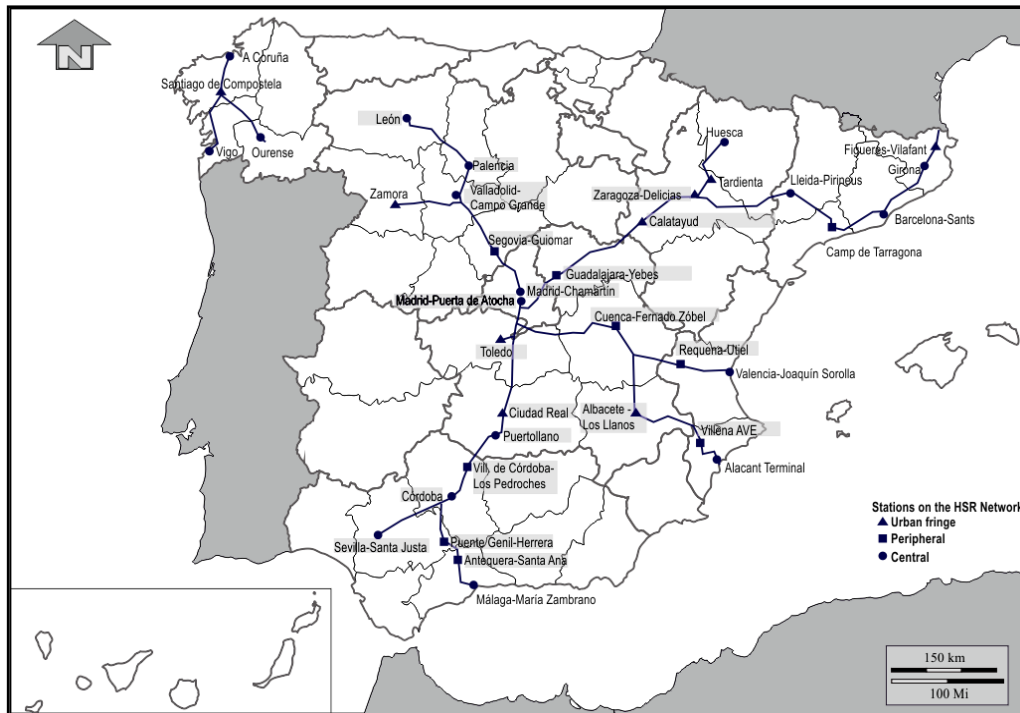 N
A Coruña
Santiago de Compostela
Vigo
Ourense
León
Palencia
Zamora
Valladolid-
Campo Grande
Segovia-Guiomar
Huesca
Tardienta
Zaragoza-Delicias
Calatayud
Lleida-Pirineus
Figueres-Vilafant
Girona
Barcelona-Sants
Camp de Tarragona
Guadalajara-Yebes
Madrid-Chamartín
Madrid-Puerta de Atocha
Cuenca-Fernado Zóbel
Toledo
Requena-Utiel
Valencia-Joaquín Sorolla
Ciudad Real
Albacete -
Los Llanos
Puertollano
Villena AVE
Alacant Terminal
Vill. de Córdoba-
Los Pedroches
Córdoba
Sevilla-Santa Justa
Puente Genil-Herrera
Antequera-Santa Ana
Málaga-María Zambrano
Stations on the HSR Network
Urban fringe
Peripheral
Central
150 km
100 Mi